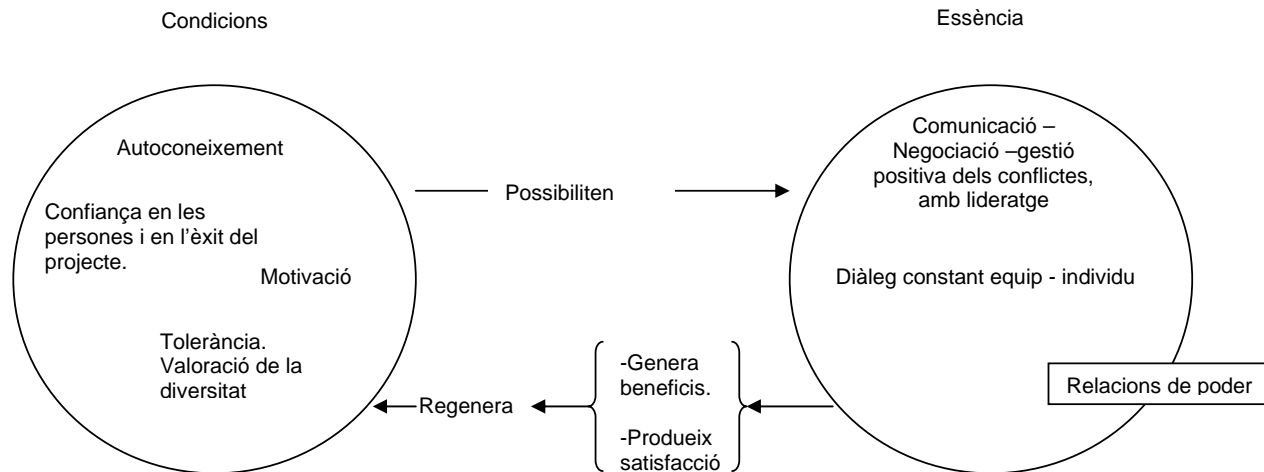 Condicions
Essència
Autoconeixement
Confiança en les
persones i en l’èxit del
projecte.
Motivació
Tolerància.
Valoració de la
diversitat
Possibiliten
Comunicació –
Negociació –gestió
positiva dels conflictes,
amb lideratge
Diàleg constant equip - individu
Relacions de poder
-Genera
beneficis.
-Produeix
satisfacció
Regenera